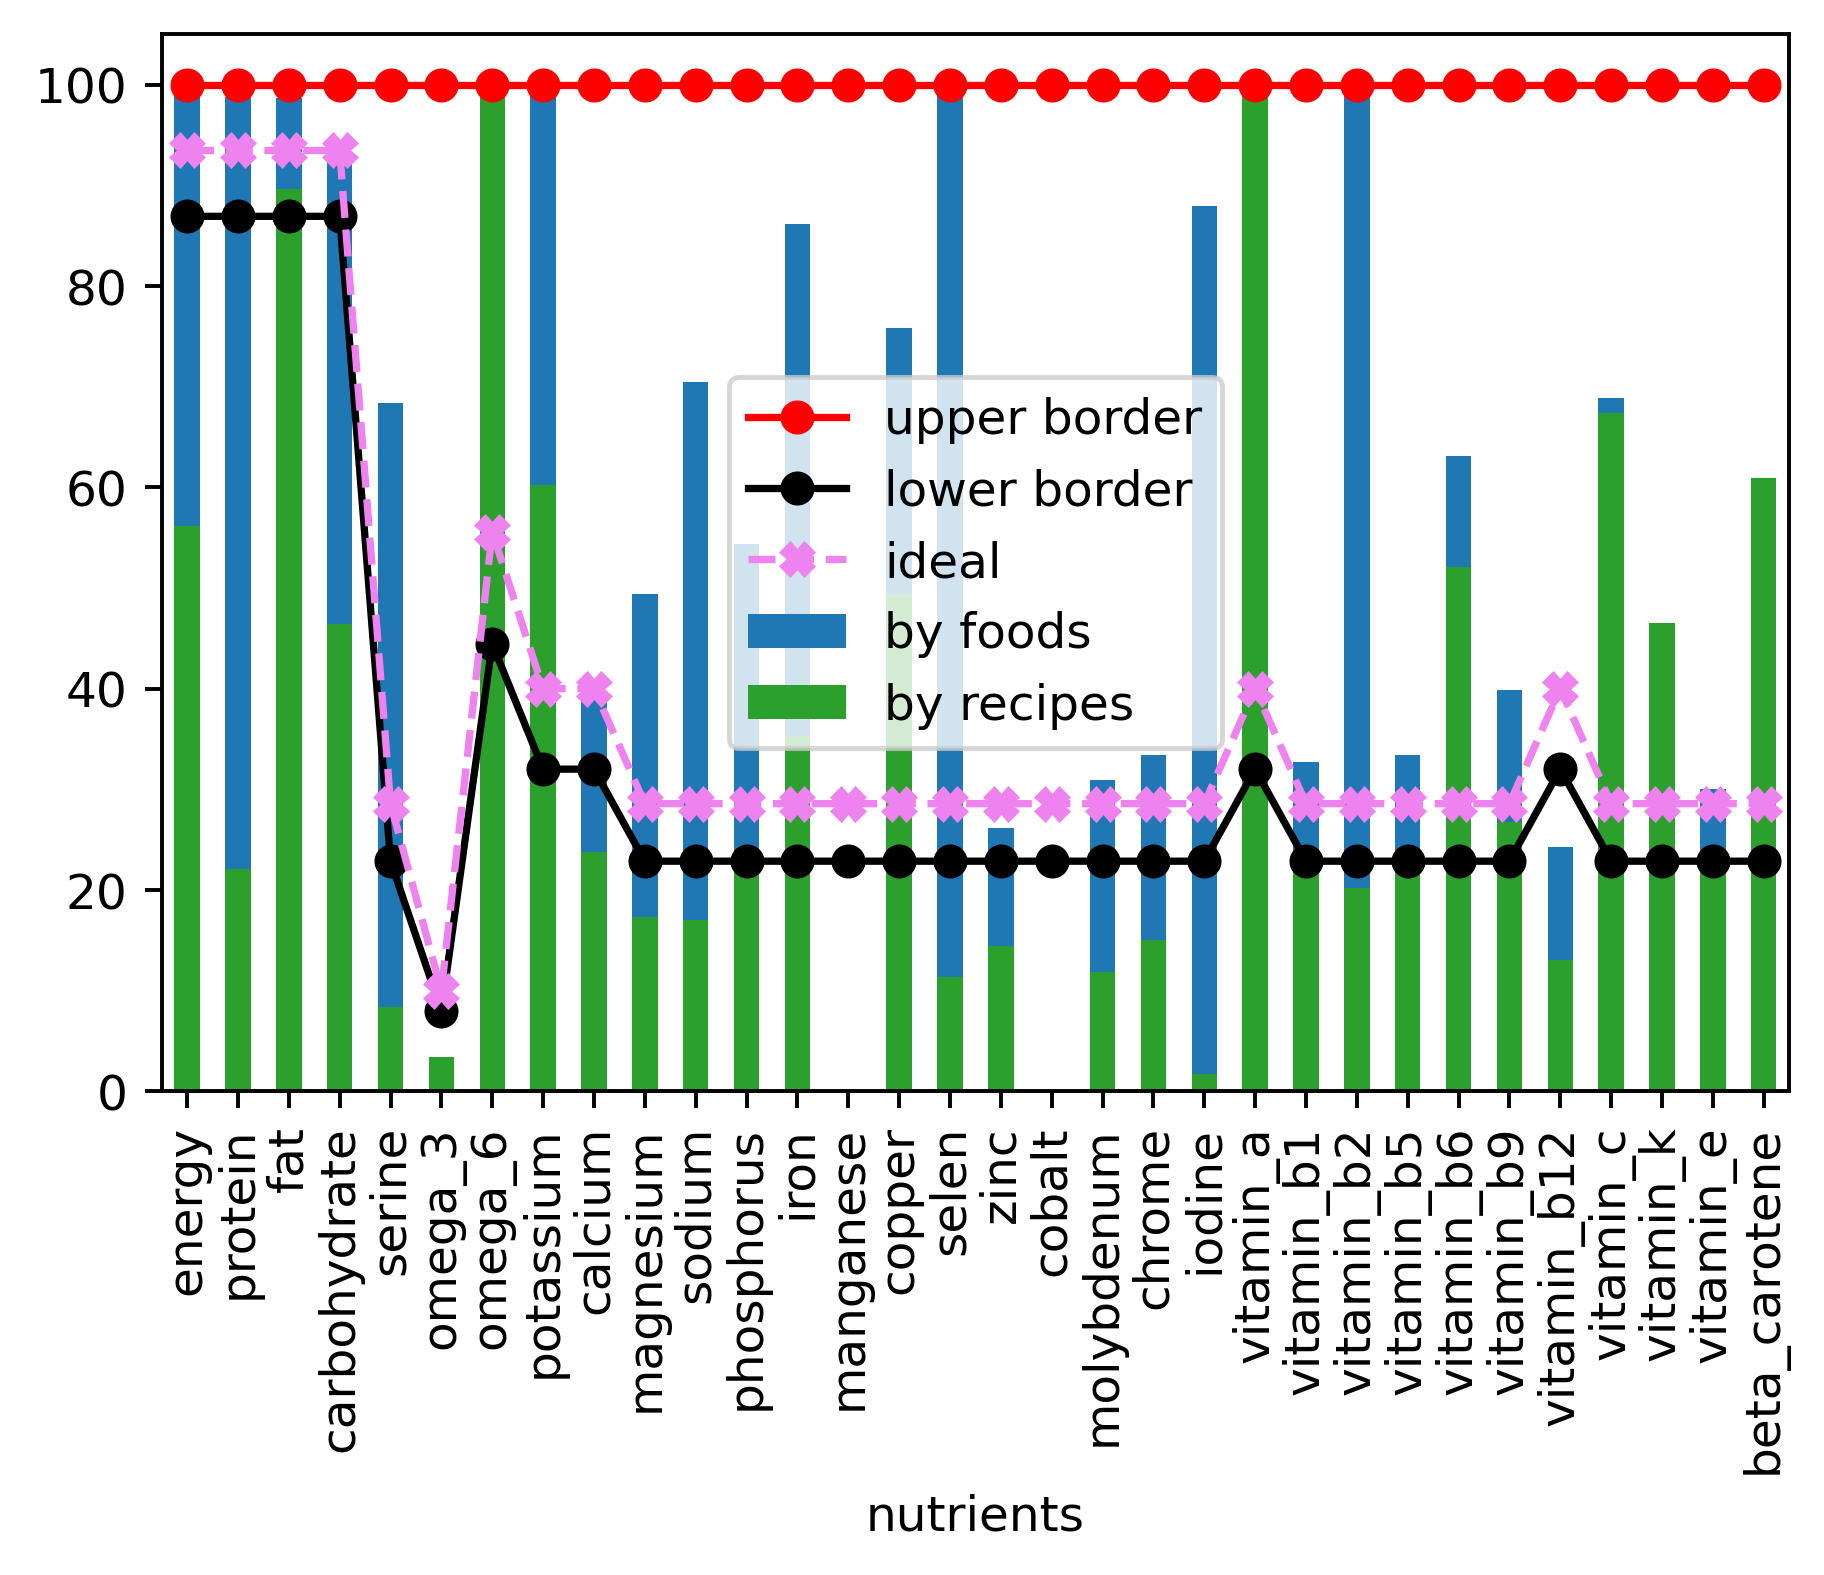 100
80
60
40
20
0
upper border
lower border
ideal
by foods
by recipes
energy
protein
fat
carbohydrate
serine
omega_3
omega_6
potassium
calcium
magnesium
sodium
phosphorus
iron
manganese
copper
selen
zinc
cobalt
molybdenum
chrome
iodine
vitamin_a
vitamin_b1
vitamin_b2
vitamin_b5
vitamin_b6
vitamin_b9
vitamin_b12
vitamin_c
vitamin_k
vitamin_e
beta_carotene
nutrients